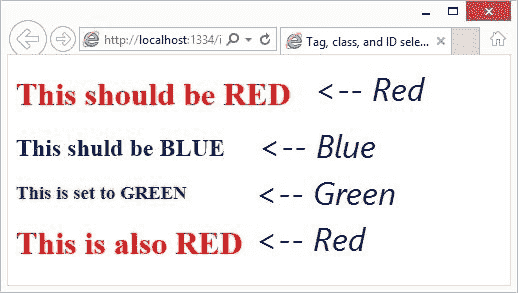 http://localhost:1334/i
Tag, class, and ID sele...
This should be RED <-- Red
This shuld be BLUE <-- Blue
This is set to GREEN <-- Green
This is also RED <-- Red